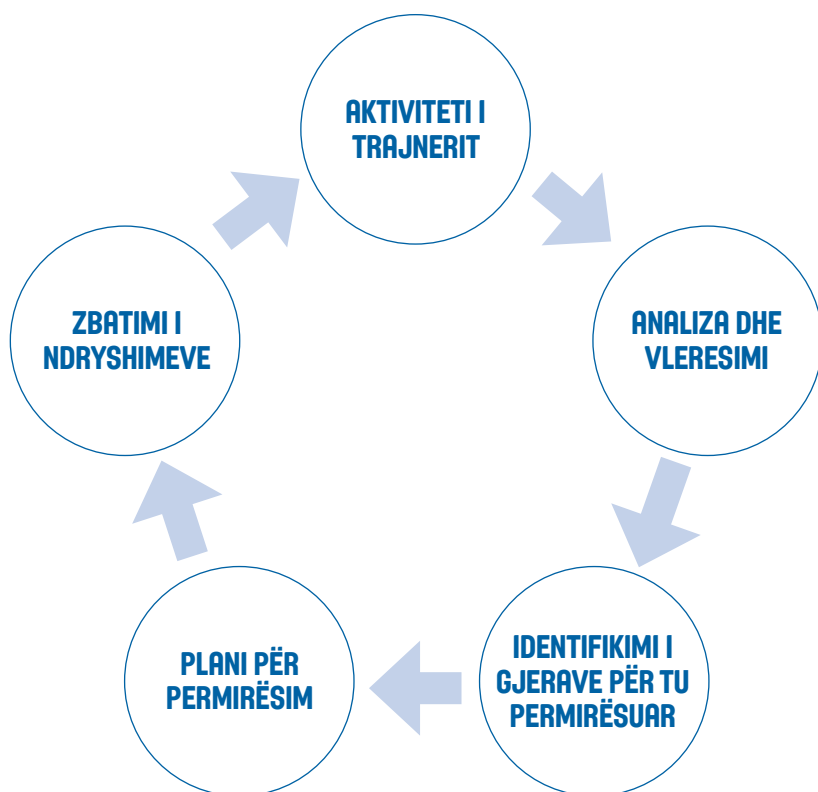 AKTIVITETI I
TRAJNERIT
ANALIZA DHE
VLERESIMI
IDENTIFIKIMI I
GJERAVE PËR TU
PERMIRËSUAR
PLANI PËR
PERMIRËSIM
ZBATIMI I
NDRYSHIMEVE